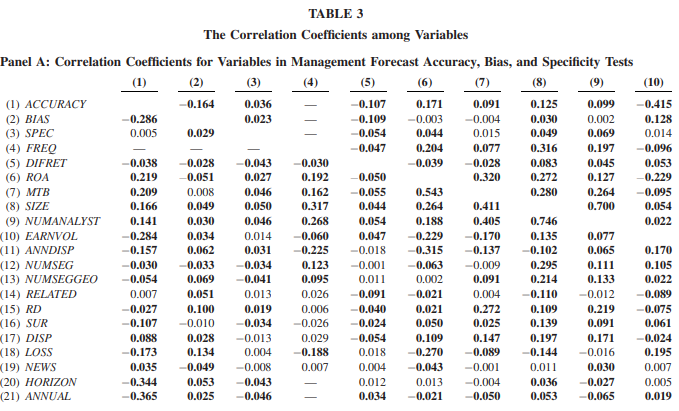 TABLE 3
The Correlation Coefficients among Variables
Panel A: Correlation Coefficients for Variables in Management Forecast Accuracy, Bias, and Specificity Tests
(1) (2) (3) (4) (5) (6) (7) (8) (9) (10)
(1) ACCURACY −0.164 0.036 — −0.107 0.171 0.091 0.125 0.099 −0.415
(2) BIAS −0.286 0.023 — −0.109 −0.003 −0.004 0.030 0.002 0.128
(3) SPEC 0.005 0.029 — −0.054 0.044 0.015 0.049 0.069 0.014
(4) FREQ — — — −0.047 0.204 0.077 0.316 0.197 −0.096
(5) DIFRET −0.038 −0.028 −0.043 −0.030 −0.039 −0.028 0.083 0.045 0.053
(6) ROA 0.219 −0.051 0.027 0.192 −0.050 0.320 0.272 0.127 −0.229
(7) MTB 0.209 0.008 0.046 0.162 −0.055 0.543 0.280 0.264 −0.095
(8) SIZE 0.166 0.049 0.050 0.317 0.044 0.264 0.411 0.700 0.054
(9) NUMANALYST 0.141 0.030 0.046 0.268 0.054 0.188 0.405 0.746 0.022
(10) EARNVOL −0.284 0.034 0.014 −0.060 0.047 −0.229 −0.170 0.135 0.077
(11) ANNDISP −0.157 0.062 0.031 −0.225 −0.018 −0.315 −0.137 −0.102 0.065 0.170
(12) NUMSEG −0.030 −0.033 −0.034 0.123 −0.001 −0.063 −0.009 0.295 0.111 0.105
(13) NUMSEGGEO −0.054 0.069 −0.041 0.095 0.011 0.002 0.091 0.214 0.133 0.022
(14) RELATED 0.007 0.051 0.013 0.026 −0.091 −0.021 0.004 −0.110 −0.012 −0.089
(15) RD −0.027 0.100 0.019 0.006 −0.040 0.021 0.272 0.109 0.219 −0.075
(16) SUR −0.107 −0.010 −0.034 −0.026 −0.024 0.050 0.025 0.139 0.091 0.061
(17) DISP 0.088 0.028 −0.013 0.029 −0.054 0.109 0.147 0.197 0.171 −0.024
(18) LOSS −0.173 0.134 0.004 −0.188 0.018 −0.270 −0.089 −0.144 −0.016 0.195
(19) NEWS 0.035 −0.049 −0.008 0.007 0.004 −0.043 −0.001 0.011 0.030 0.007
(20) HORIZON −0.344 0.053 −0.043 — 0.012 0.013 −0.004 0.036 −0.027 0.005
(21) ANNUAL −0.365 0.025 −0.046 — 0.034 −0.021 −0.050 0.053 −0.065 0.019